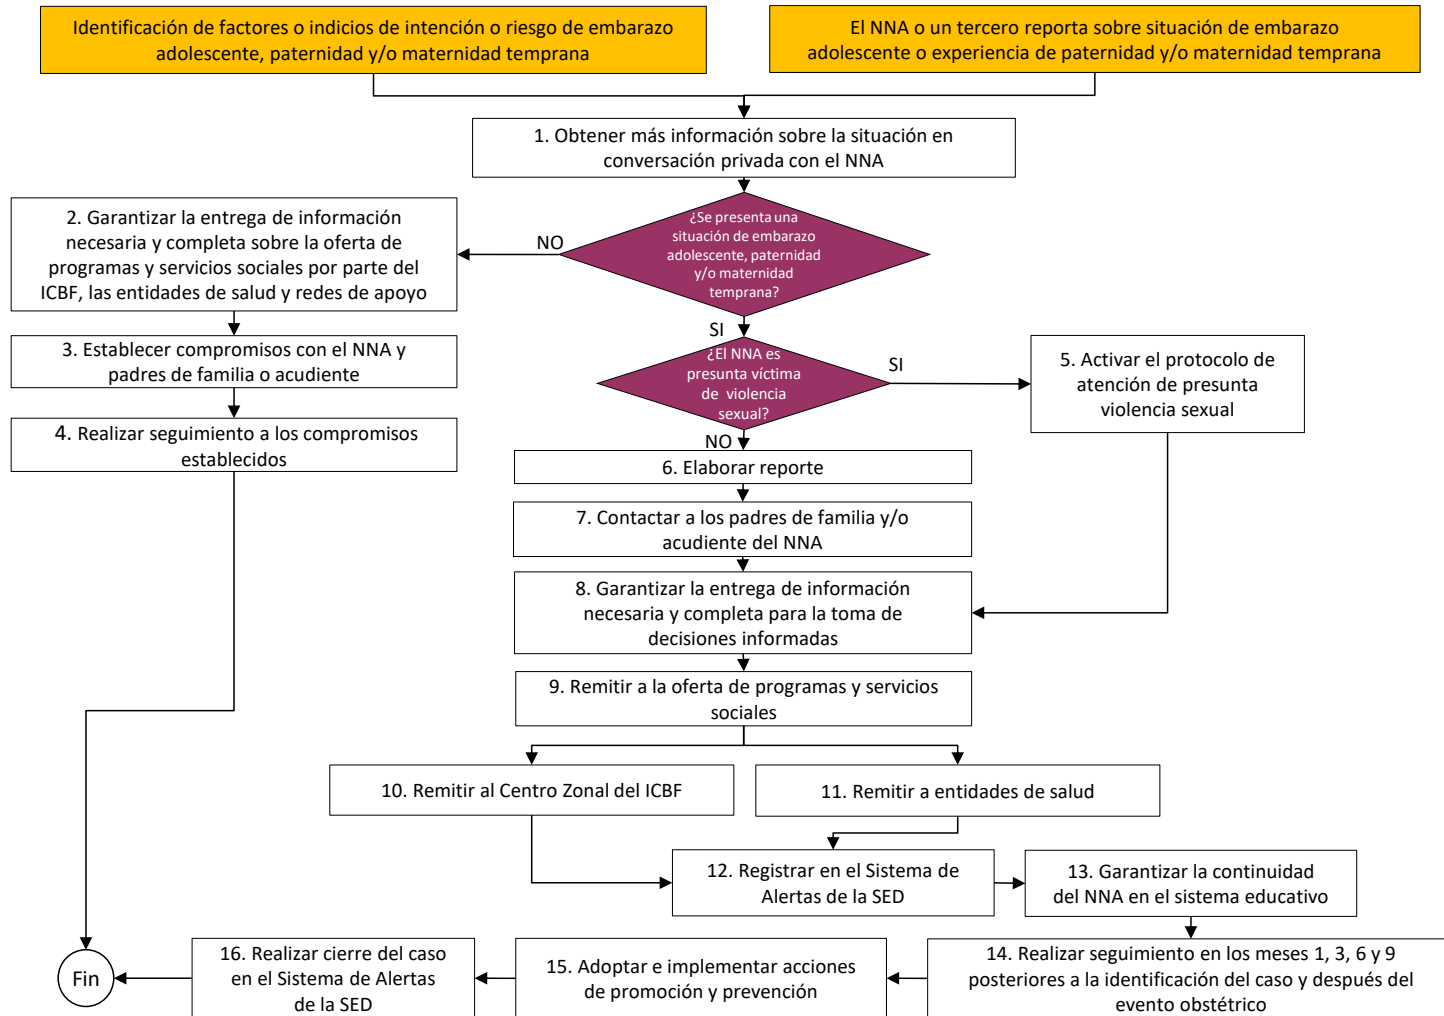 Identificación de factores o indicios de intención o riesgo de embarazo
adolescente, paternidad y/o maternidad temprana
El NNA o un tercero reporta sobre situación de embarazo
adolescente o experiencia de paternidad y/o maternidad temprana
1. Obtener más información sobre la situación en
conversación privada con el NNA
¿Se presenta una
situación de embarazo
adolescente, paternidad
y/o maternidad
temprana?
NO
SI
2. Garantizar la entrega de información
necesaria y completa sobre la oferta de
programas y servicios sociales por parte del
ICBF, las entidades de salud y redes de apoyo
3. Establecer compromisos con el NNA y
padres de familia o acudiente
4. Realizar seguimiento a los compromisos
establecidos
¿El NNA es
presunta víctima
de violencia
sexual?
SI
NO
5. Activar el protocolo de
atención de presunta
violencia sexual
6. Elaborar reporte
7. Contactar a los padres de familia y/o
acudiente del NNA
8. Garantizar la entrega de información
necesaria y completa para la toma de
decisiones informadas
9. Remitir a la oferta de programas y servicios
sociales
10. Remitir al Centro Zonal del ICBF
11. Remitir a entidades de salud
12. Registrar en el Sistema de
Alertas de la SED
13. Garantizar la continuidad
del NNA en el sistema educativo
14. Realizar seguimiento en los meses 1, 3, 6 y 9
posteriores a la identificación del caso y después del
evento obstétrico
15. Adoptar e implementar acciones
de promoción y prevención
16. Realizar cierre del caso
en el Sistema de Alertas
de la SED
Fin